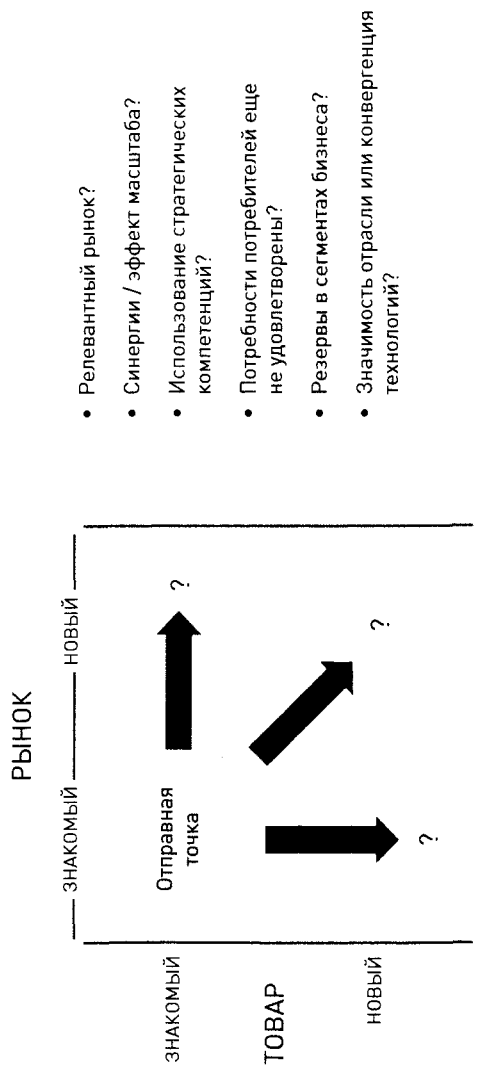 РЫНОК
ЗНАКОМЫЙ
НОВЫЙ
ЗНАКОМЫЙ
ТОВАР
НОВЫЙ
Отправная
точка
?
?
?
• Релевантный рынок?
• Синергии / эффект масштаба?
• Использование стратегических
компетенций?
• Потребности потребителей еще
не удовлетворены?
• Резервы в сегментах бизнеса?
• Значимость отрасли или конвергенция
технологий?